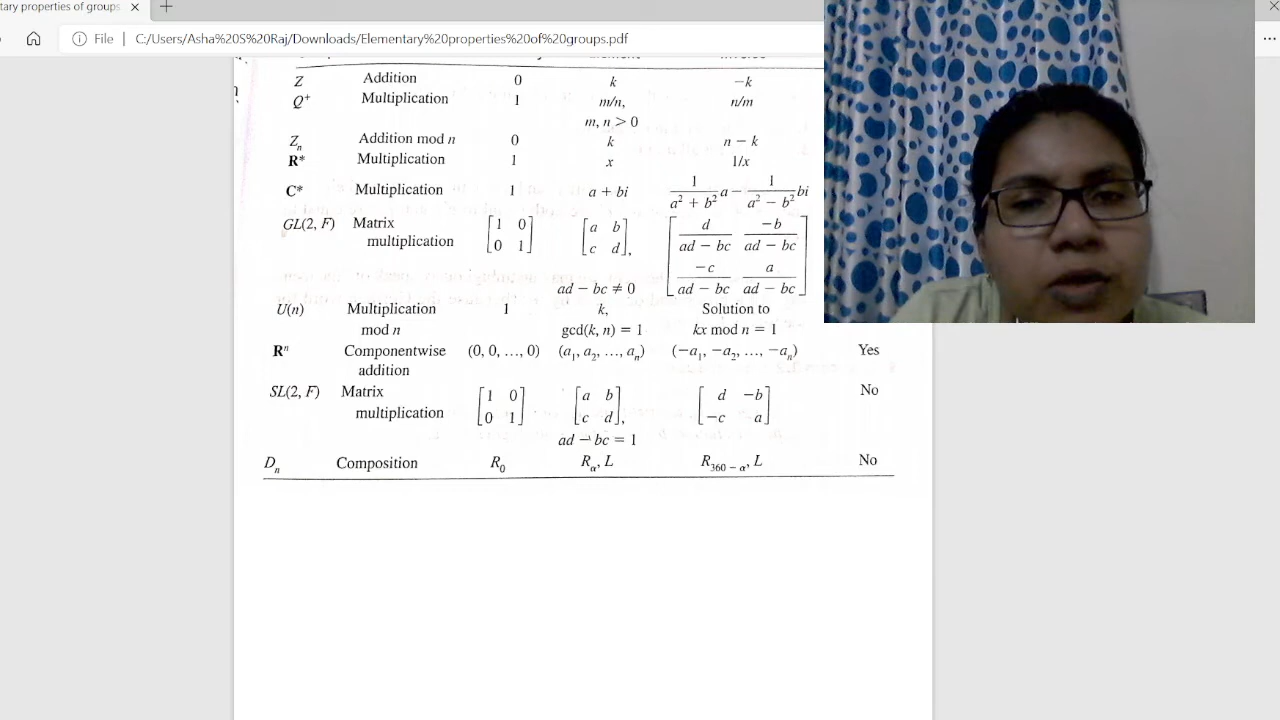 tary properties of groups
File C:/Users/Asha%20S%20Raj/Downloads/Elementary%20properties%20of%20groups.pdf
Z Addition 0 k −k
Q⁺ Multiplication 1 m/n, n/m
m, n > 0
Zₙ Addition mod n 0 k n − k
R* Multiplication 1 x 1/x
C* Multiplication 1 a + bi 1/(a² + b²) a − 1/(a² − b²) bi
GL(2, F) Matrix multiplication [1 0; 0 1] [a b; c d], [d/(ad − bc) −b/(ad − bc); −c/(ad − bc) a/(ad − bc)]
ad − bc ≠ 0
U(n) Multiplication 1 k, Solution to
mod n gcd(k, n) = 1 kx mod n = 1
Rⁿ Componentwise (0, 0, ..., 0) (a₁, a₂, ..., aₙ) (−a₁, −a₂, ..., −aₙ) Yes
addition
SL(2, F) Matrix multiplication [1 0; 0 1] [a b; c d], [d −b; −c a] No
ad − bc = 1
Dₙ Composition R₀ R_α, L R_360 − α, L No